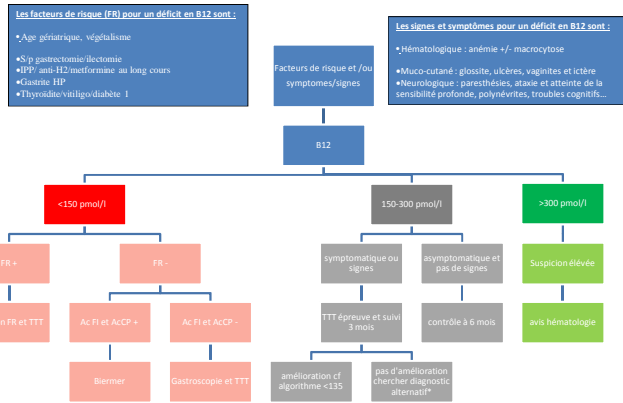 Les facteurs de risque (FR) pour un déficit en B12 sont :
•Age gériatrique, végétalisme
•S/p gastrectomie/ilectomie
•IPP/ anti-H2/metformine au long cours
•Gastrite HP
•Thyroïdite/vitiligo/diabète 1
Les signes et symptômes pour un déficit en B12 sont :
•Hématologique : anémie +/- macrocytose
•Muco-cutané : glossite, ulcères, vaginites et ictère
•Neurologique : paresthésies, ataxie et atteinte de la
sensibilité profonde, polynévrites, troubles cognitifs…
Facteurs de risque et /ou
symptomes/signes
B12
<150 pmol/l
150-300 pmol/l
>300 pmol/l
FR +
FR -
symptomatique ou
signes
asymptomatique et
pas de signes
Suspicion élévée
n FR et TTT
Ac FI et AcCP +
Ac FI et AcCP -
TTT épreuve et suivi
3 mois
contrôle à 6 mois
avis hématologie
Biermer
Gastroscopie et TTT
amélioration cf
algorithme <135
pas d'amélioration
chercher diagnostic
alternatif*